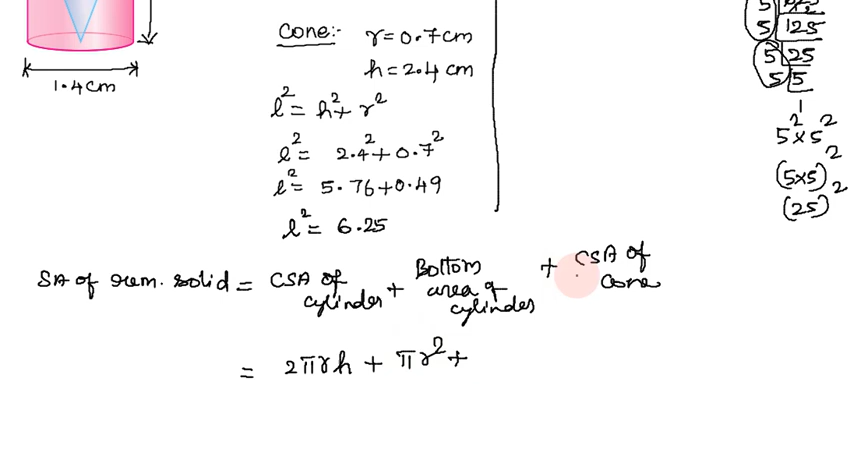 1.4cm
Cone:- r=0.7cm
h=2.4 cm
l²= h²+ r²
l²= 2.4²+0.7²
l²= 5.76+0.49
l²= 6.25
SA of rem. solid = CSA of cylinder + Bottom area of cylinder + CSA of cone
= 2πrh + πr²+
5 125
5 25
5 5
1
5²×5²
(5×5)²
(25)²